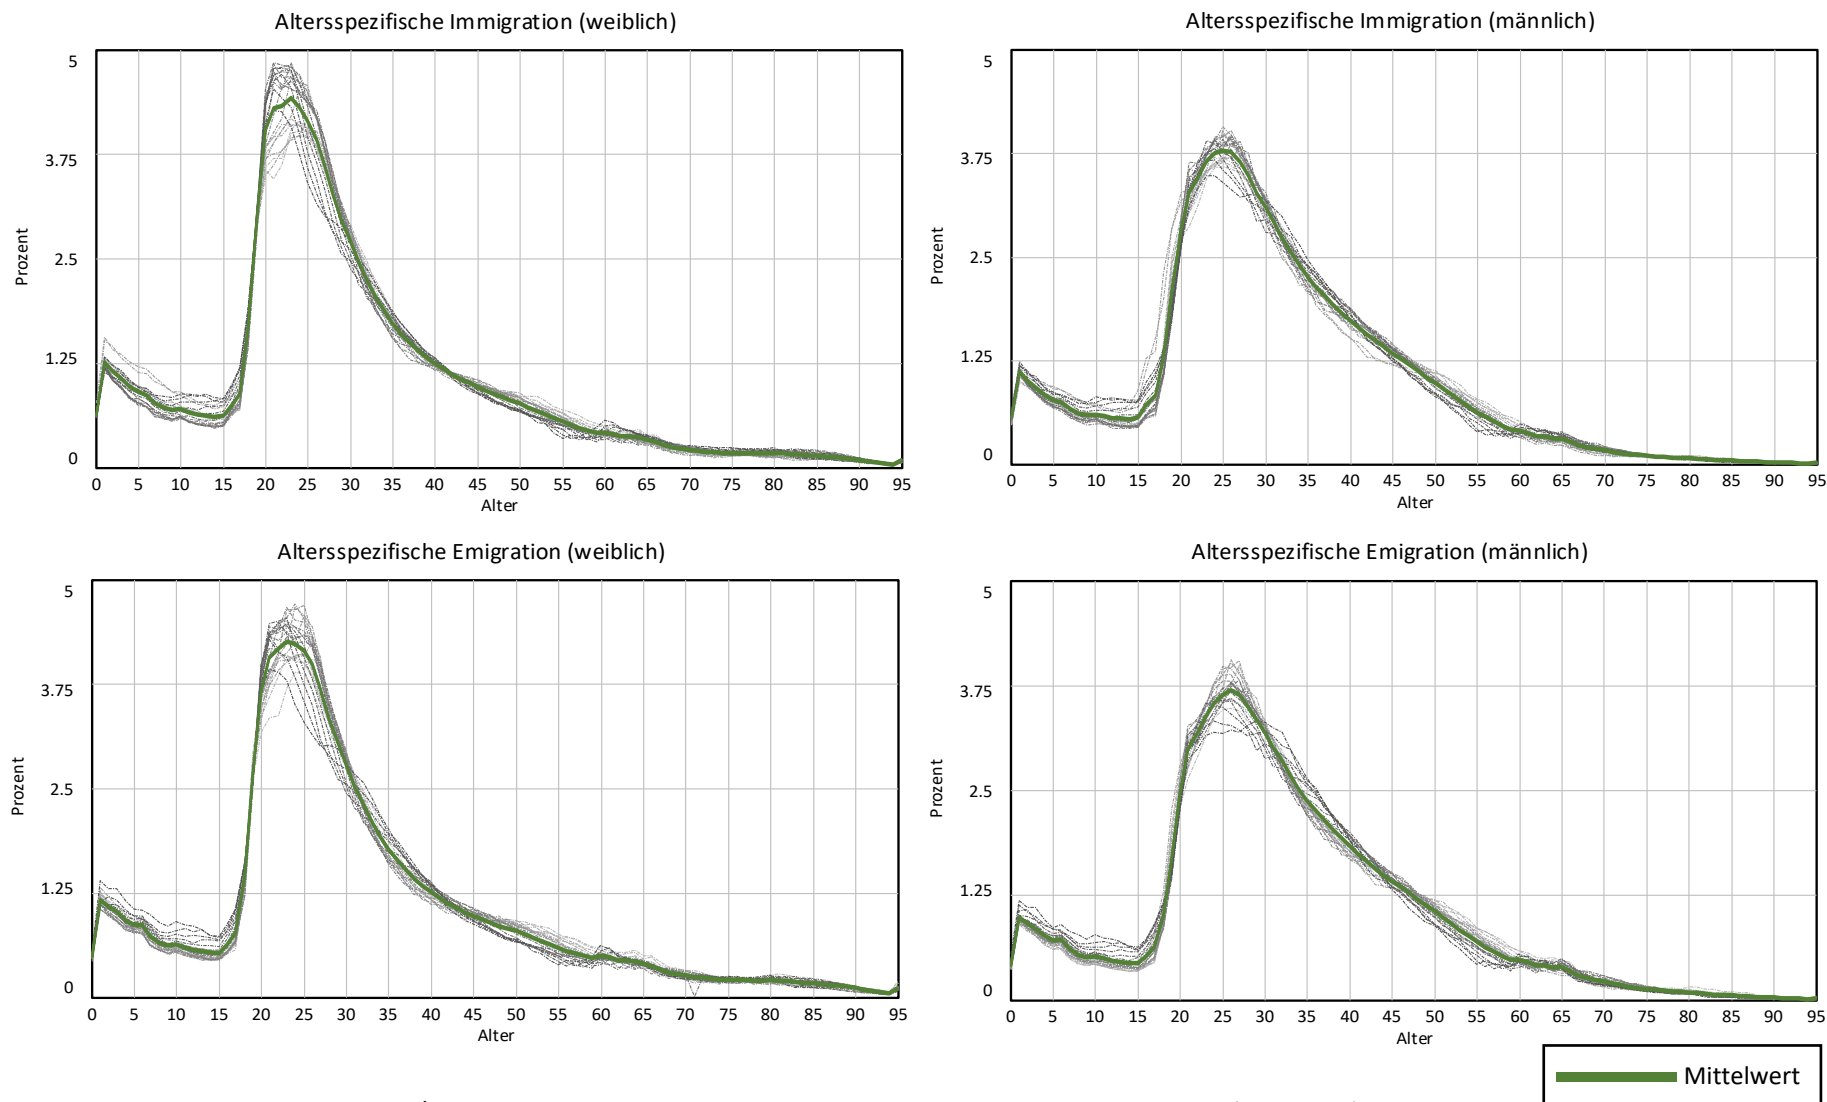 Altersspezifische Immigration (weiblich)
5
3.75
2.5
1.25
0
Prozent
0 5 10 15 20 25 30 35 40 45 50 55 60 65 70 75 80 85 90 95
Alter
Altersspezifische Immigration (männlich)
5
3.75
2.5
1.25
0
Prozent
0 5 10 15 20 25 30 35 40 45 50 55 60 65 70 75 80 85 90 95
Alter
Altersspezifische Emigration (weiblich)
5
3.75
2.5
1.25
0
Prozent
0 5 10 15 20 25 30 35 40 45 50 55 60 65 70 75 80 85 90 95
Alter
Altersspezifische Emigration (männlich)
5
3.75
2.5
1.25
0
Prozent
0 5 10 15 20 25 30 35 40 45 50 55 60 65 70 75 80 85 90 95
Alter
Mittelwert